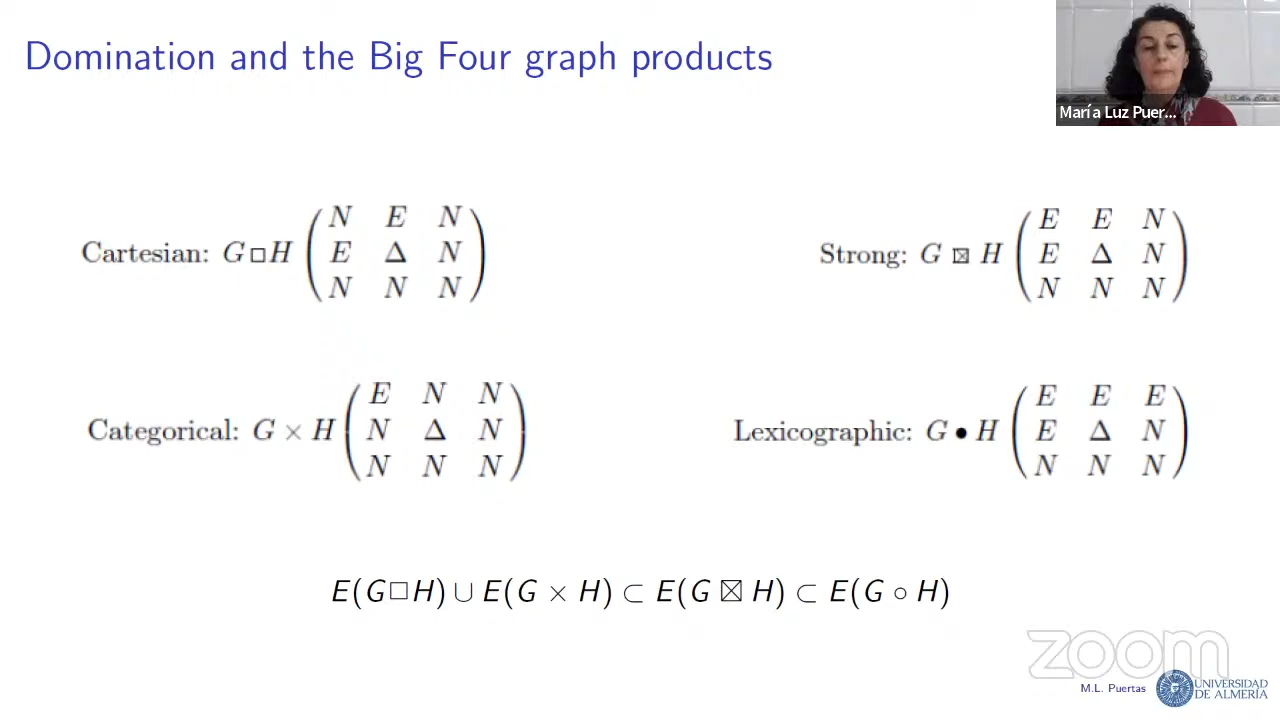 Domination and the Big Four graph products
María Luz Puer...
Cartesian: G □ H
N E N
E Δ N
N N N
Strong: G ⊠ H
E E N
E Δ N
N N N
Categorical: G × H
E N N
N Δ N
N N N
Lexicographic: G • H
E E E
E Δ N
N N N
E(G□H) ∪ E(G × H) ⊂ E(G ⊠ H) ⊂ E(G ∘ H)
zoom
M.L. Puertas
UNIVERSIDAD
DE ALMERÍA